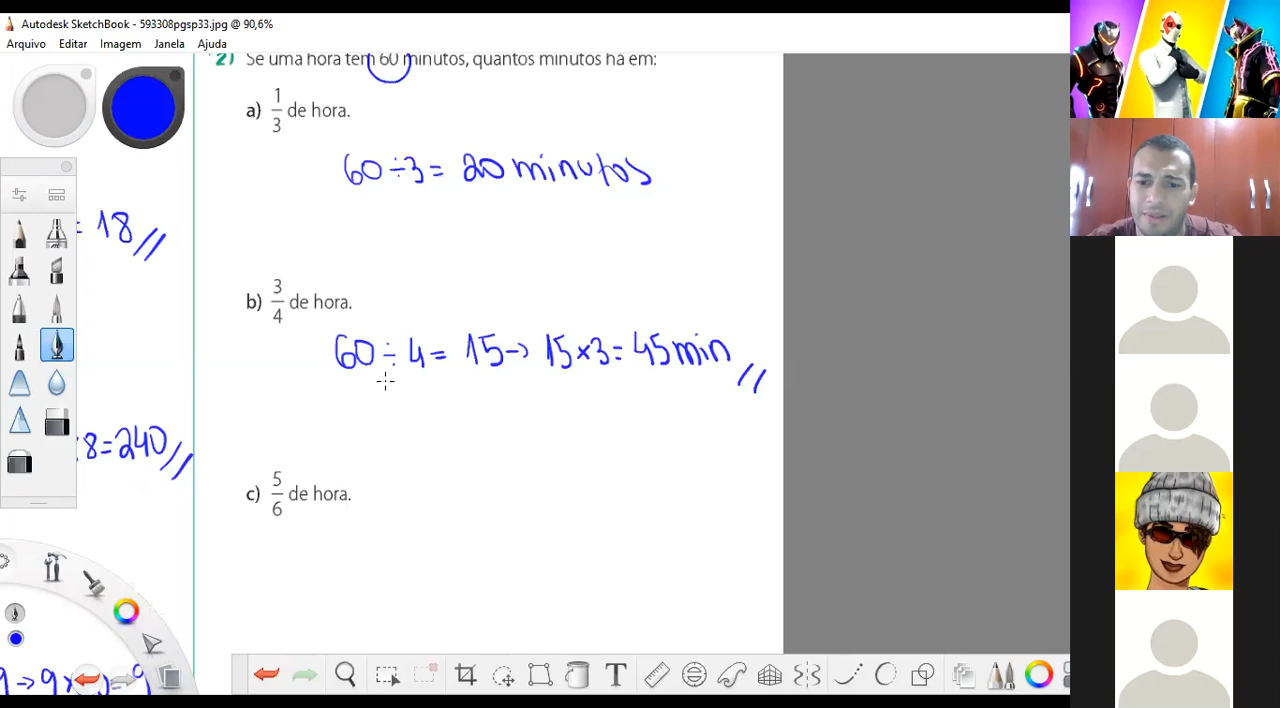 Autodesk SketchBook - 593308pgsp33.jpg @ 90,6%
Arquivo Editar Imagem Janela Ajuda
2) Se uma hora tem 60 minutos, quantos minutos há em:
a) 1/3 de hora.
60 ÷ 3 = 20 minutos
= 18 //
b) 3/4 de hora.
60 ÷ 4 = 15 → 15 × 3 = 45 min //
8 = 240 //
c) 5/6 de hora.
9 → 9 ×
T